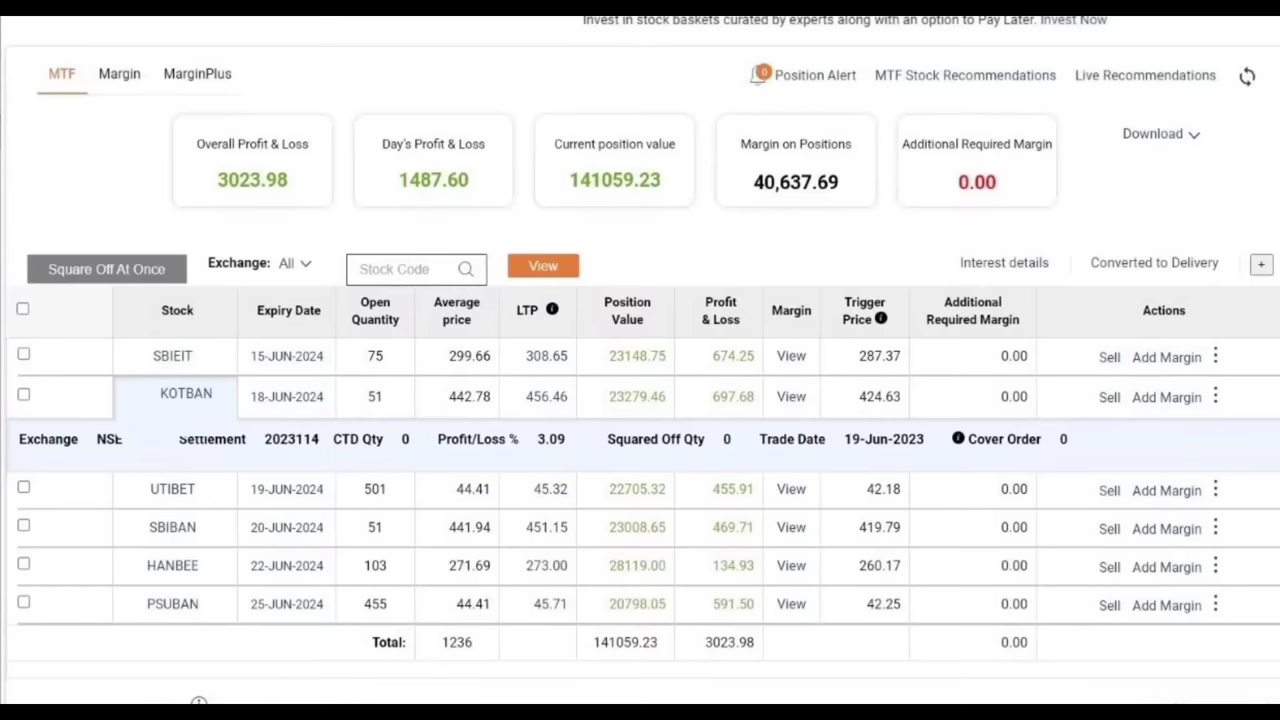 Invest in stock baskets curated by experts along with an option to Pay Later. Invest Now
MTF Margin MarginPlus
0 Position Alert MTF Stock Recommendations Live Recommendations
Overall Profit & Loss Day's Profit & Loss Current position value Margin on Positions Additional Required Margin Download
3023.98 1487.60 141059.23 40,637.69 0.00
Square Off At Once Exchange: All Stock Code View Interest details Converted to Delivery +
Stock Expiry Date Open Quantity Average price LTP Position Value Profit & Loss Margin Trigger Price Additional Required Margin Actions
SBIEIT 15-JUN-2024 75 299.66 308.65 23148.75 674.25 View 287.37 0.00 Sell Add Margin
KOTBAN 18-JUN-2024 51 442.78 456.46 23279.46 697.68 View 424.63 0.00 Sell Add Margin
Exchange NSE Settlement 2023114 CTD Qty 0 Profit/Loss % 3.09 Squared Off Qty 0 Trade Date 19-Jun-2023 Cover Order 0
UTIBET 19-JUN-2024 501 44.41 45.32 22705.32 455.91 View 42.18 0.00 Sell Add Margin
SBIBAN 20-JUN-2024 51 441.94 451.15 23008.65 469.71 View 419.79 0.00 Sell Add Margin
HANBEE 22-JUN-2024 103 271.69 273.00 28119.00 134.93 View 260.17 0.00 Sell Add Margin
PSUBAN 25-JUN-2024 455 44.41 45.71 20798.05 591.50 View 42.25 0.00 Sell Add Margin
Total: 1236 141059.23 3023.98 0.00